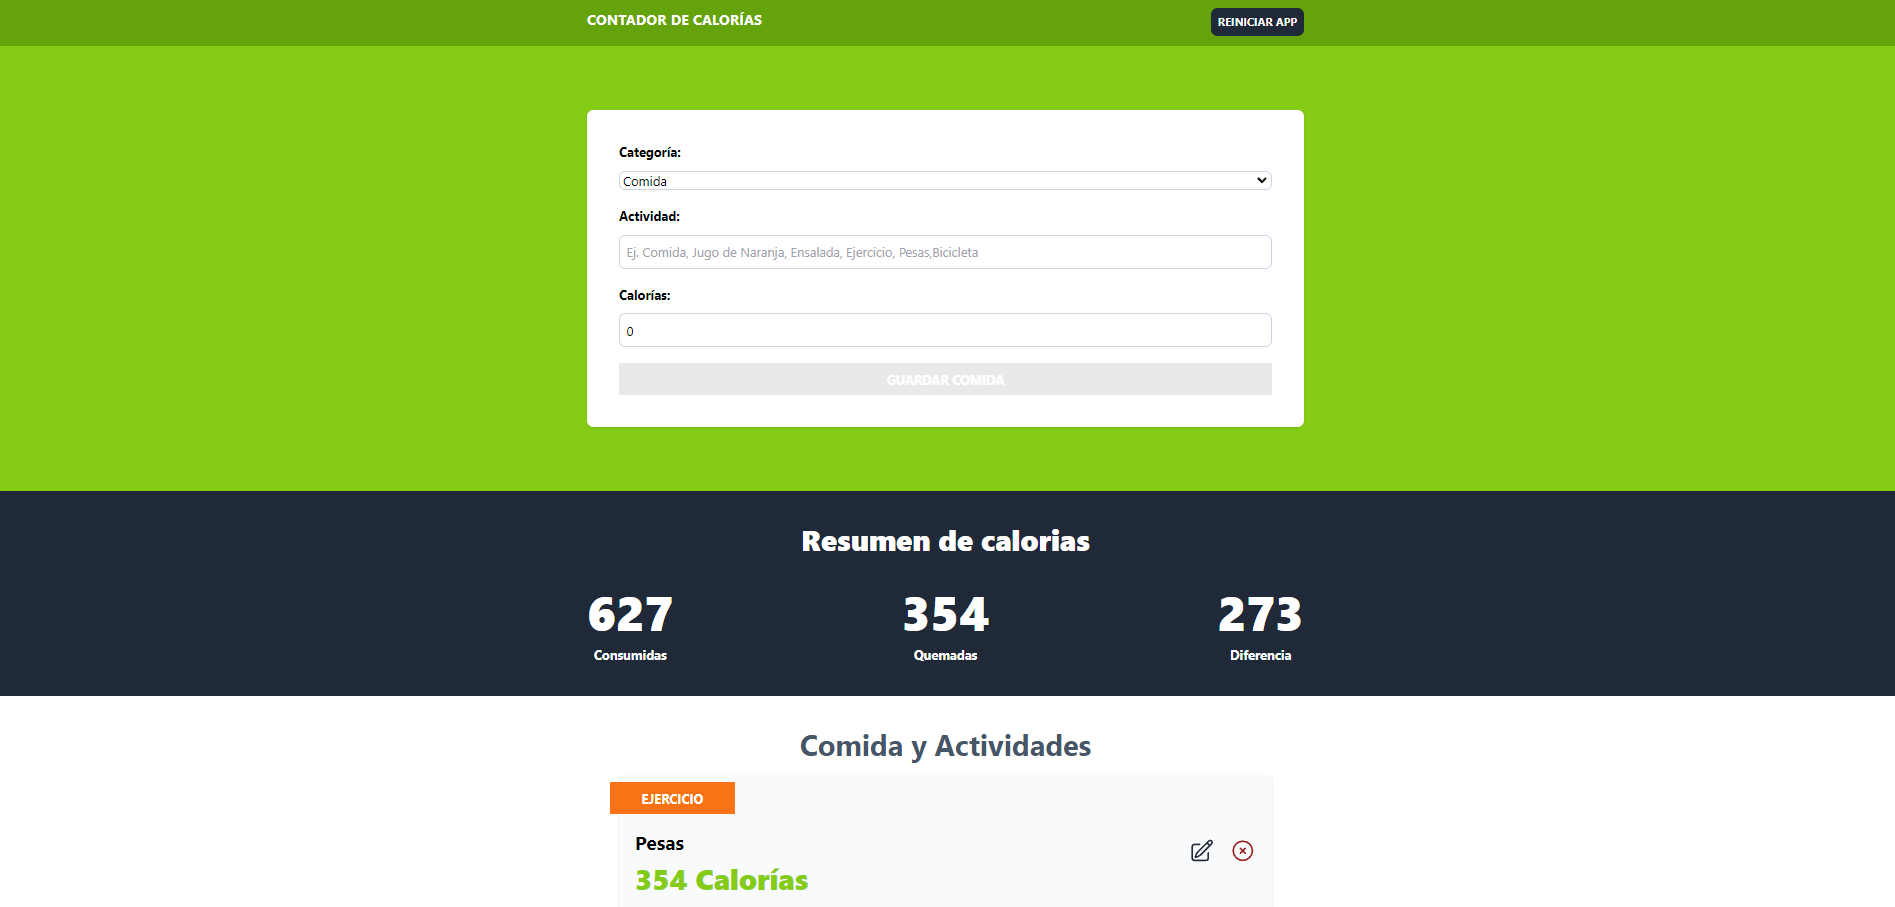 CONTADOR DE CALORÍAS
REINICIAR APP
Categoría:
Comida
Actividad:
Ej. Comida, Jugo de Naranja, Ensalada, Ejercicio, Pesas,Bicicleta
Calorías:
0
GUARDAR COMIDA
Resumen de calorias
627
354
273
Consumidas
Quemadas
Diferencia
Comida y Actividades
EJERCICIO
Pesas
354 Calorías